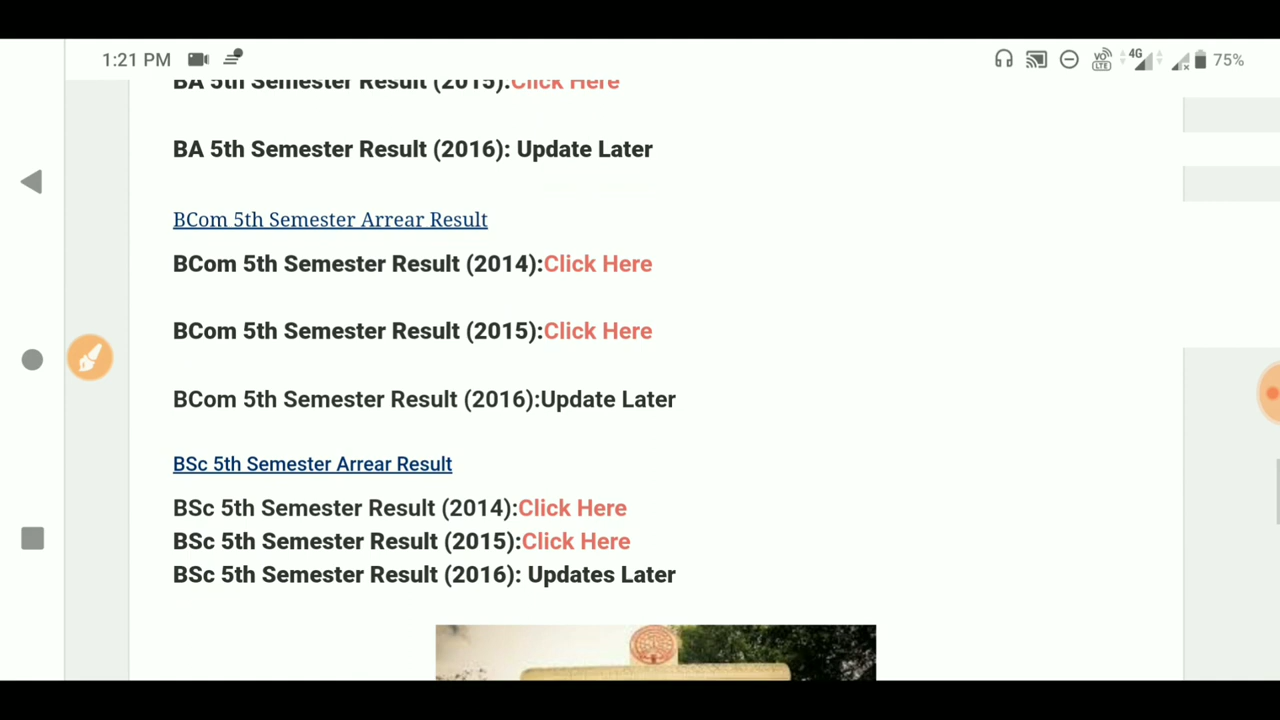 1:21 PM
VO LTE 4G 75%
BA 5th Semester Result (2015):Click Here
BA 5th Semester Result (2016): Update Later
BCom 5th Semester Arrear Result
BCom 5th Semester Result (2014):Click Here
BCom 5th Semester Result (2015):Click Here
BCom 5th Semester Result (2016):Update Later
BSc 5th Semester Arrear Result
BSc 5th Semester Result (2014):Click Here
BSc 5th Semester Result (2015):Click Here
BSc 5th Semester Result (2016): Updates Later